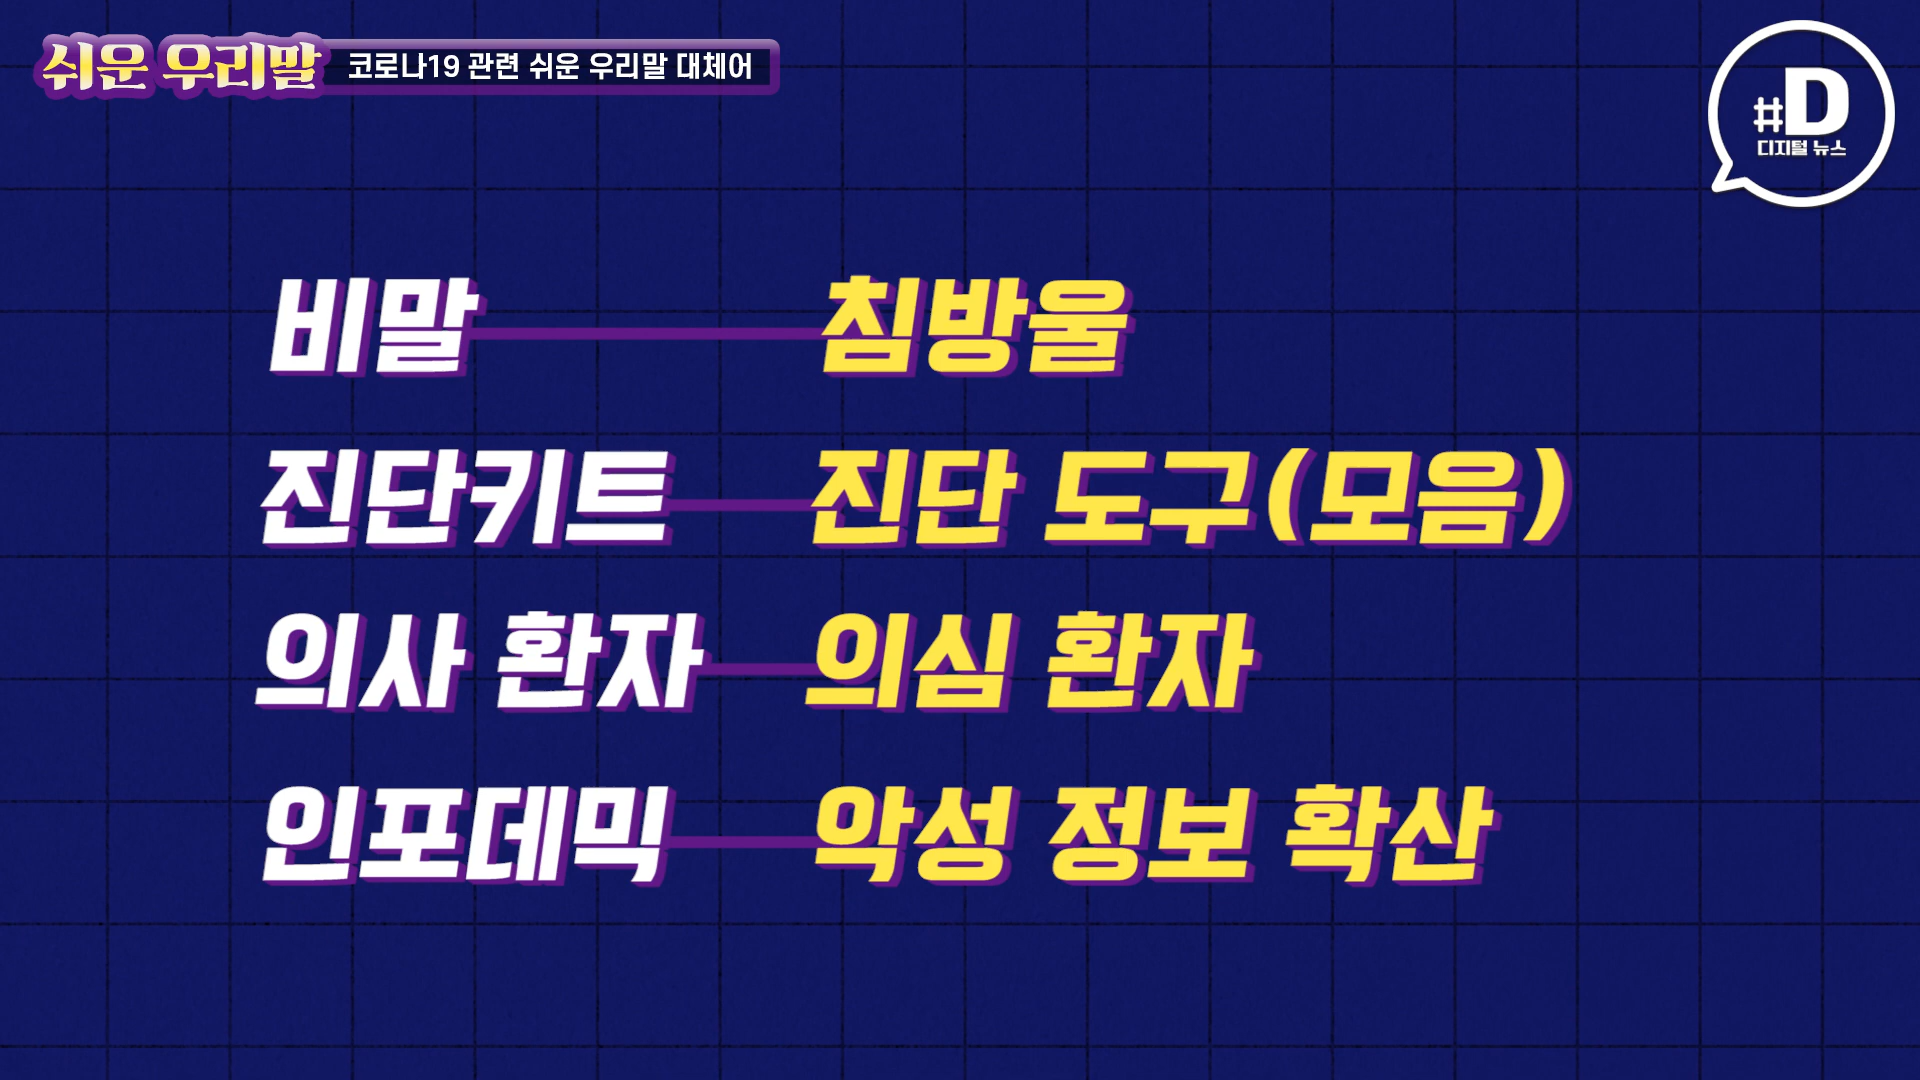 쉬운 우리말 코로나19 관련 쉬운 우리말 대체어
#D
디지털 뉴스
비말 침방울
진단키트 진단 도구(모음)
의사 환자 의심 환자
인포데믹 악성 정보 확산